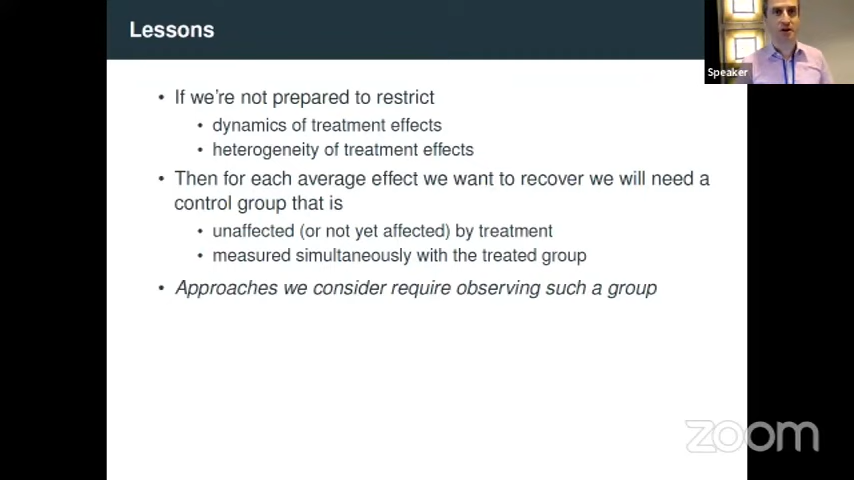 Lessons
Speaker
• If we're not prepared to restrict
• dynamics of treatment effects
• heterogeneity of treatment effects
• Then for each average effect we want to recover we will need a
control group that is
• unaffected (or not yet affected) by treatment
• measured simultaneously with the treated group
• Approaches we consider require observing such a group
zoom